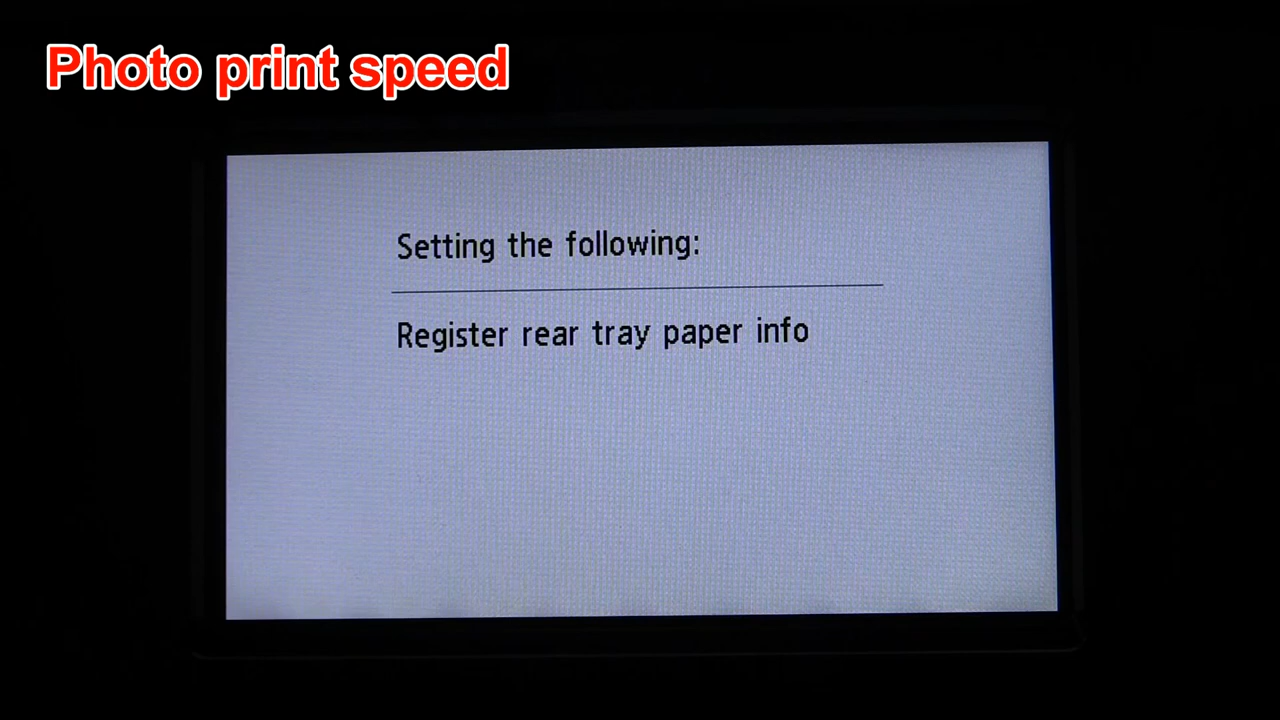 Photo print speed
Setting the following:
Register rear tray paper info